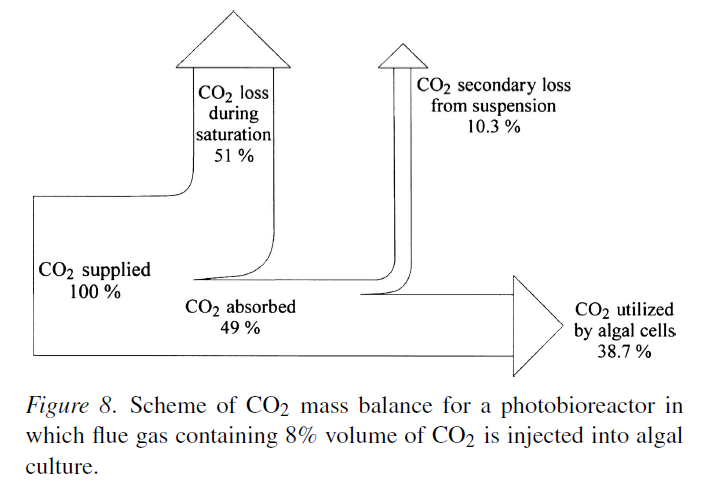 CO2 loss
during
saturation
51 %
CO2 secondary loss
from suspension
10.3 %
CO2 supplied
100 %
CO2 absorbed
49 %
CO2 utilized
by algal cells
38.7 %
Figure 8. Scheme of CO2 mass balance for a photobioreactor in
which flue gas containing 8% volume of CO2 is injected into algal
culture.